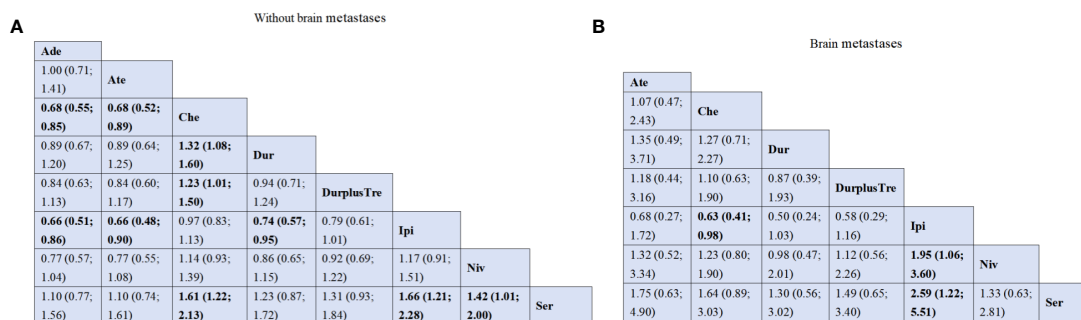 A
Without brain metastases
Ade
1.00 (0.71; 1.41) Ate
0.68 (0.55; 0.85) 0.68 (0.52; 0.89) Che
0.89 (0.67; 1.20) 0.89 (0.64; 1.25) 1.32 (1.08; 1.60) Dur
0.84 (0.63; 1.13) 0.84 (0.60; 1.17) 1.23 (1.01; 1.50) 0.94 (0.71; 1.24) DurplusTre
0.66 (0.51; 0.86) 0.66 (0.48; 0.90) 0.97 (0.83; 1.13) 0.74 (0.57; 0.95) 0.79 (0.61; 1.01) Ipi
0.77 (0.57; 1.04) 0.77 (0.55; 1.08) 1.14 (0.93; 1.39) 0.86 (0.65; 1.15) 0.92 (0.69; 1.22) 1.17 (0.91; 1.51) Niv
1.10 (0.77; 1.56) 1.10 (0.74; 1.61) 1.61 (1.22; 2.13) 1.23 (0.87; 1.72) 1.31 (0.93; 1.84) 1.66 (1.21; 2.28) 1.42 (1.01; 2.00) Ser
B
Brain metastases
Ate
1.07 (0.47; 2.43) Che
1.35 (0.49; 3.71) 1.27 (0.71; 2.27) Dur
1.18 (0.44; 3.16) 1.10 (0.63; 1.90) 0.87 (0.39; 1.93) DurplusTre
0.68 (0.27; 1.72) 0.63 (0.41; 0.98) 0.50 (0.24; 1.03) 0.58 (0.29; 1.16) Ipi
1.32 (0.52; 3.34) 1.23 (0.80; 1.90) 0.98 (0.47; 2.01) 1.12 (0.56; 2.26) 1.95 (1.06; 3.60) Niv
1.75 (0.63; 4.90) 1.64 (0.89; 3.03) 1.30 (0.56; 3.02) 1.49 (0.65; 3.40) 2.59 (1.22; 5.51) 1.33 (0.63; 2.81) Ser